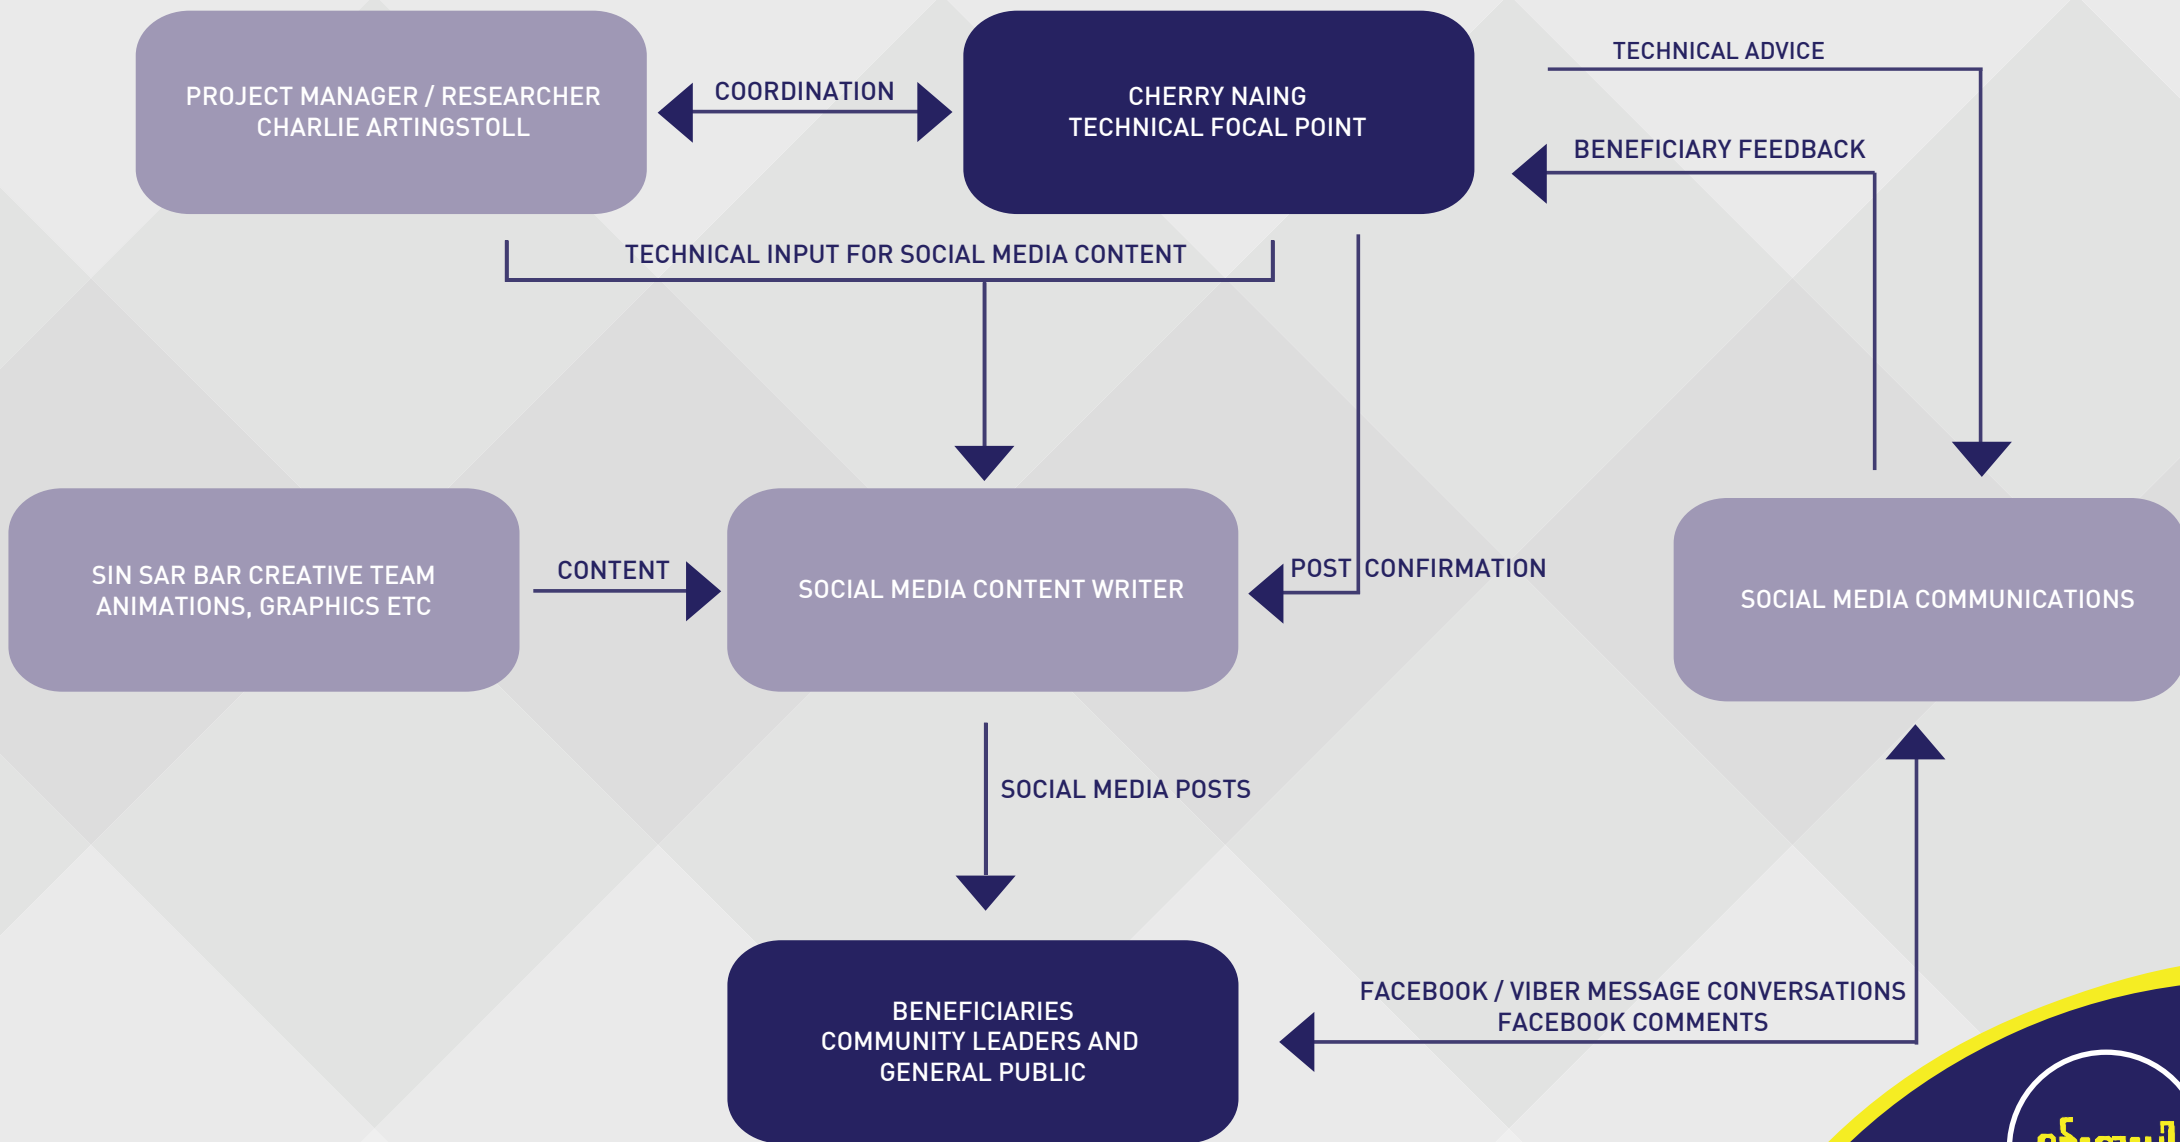 PROJECT MANAGER / RESEARCHER
CHARLIE ARTINGSTOLL
COORDINATION
CHERRY NAING
TECHNICAL FOCAL POINT
TECHNICAL ADVICE
BENEFICIARY FEEDBACK
TECHNICAL INPUT FOR SOCIAL MEDIA CONTENT
SIN SAR BAR CREATIVE TEAM
ANIMATIONS, GRAPHICS ETC
CONTENT
SOCIAL MEDIA CONTENT WRITER
POST CONFIRMATION
SOCIAL MEDIA COMMUNICATIONS
SOCIAL MEDIA POSTS
BENEFICIARIES
COMMUNITY LEADERS AND
GENERAL PUBLIC
FACEBOOK / VIBER MESSAGE CONVERSATIONS
FACEBOOK COMMENTS